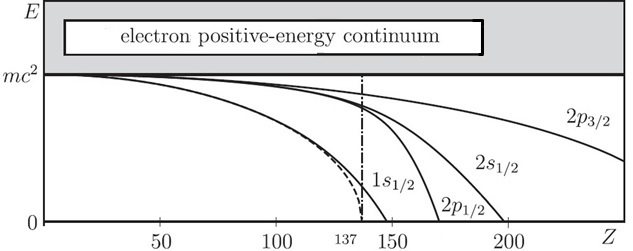 E
electron positive-energy continuum
mc²
2p₃/₂
2s₁/₂
1s₁/₂
2p₁/₂
0
50 100 137 150 200 Z